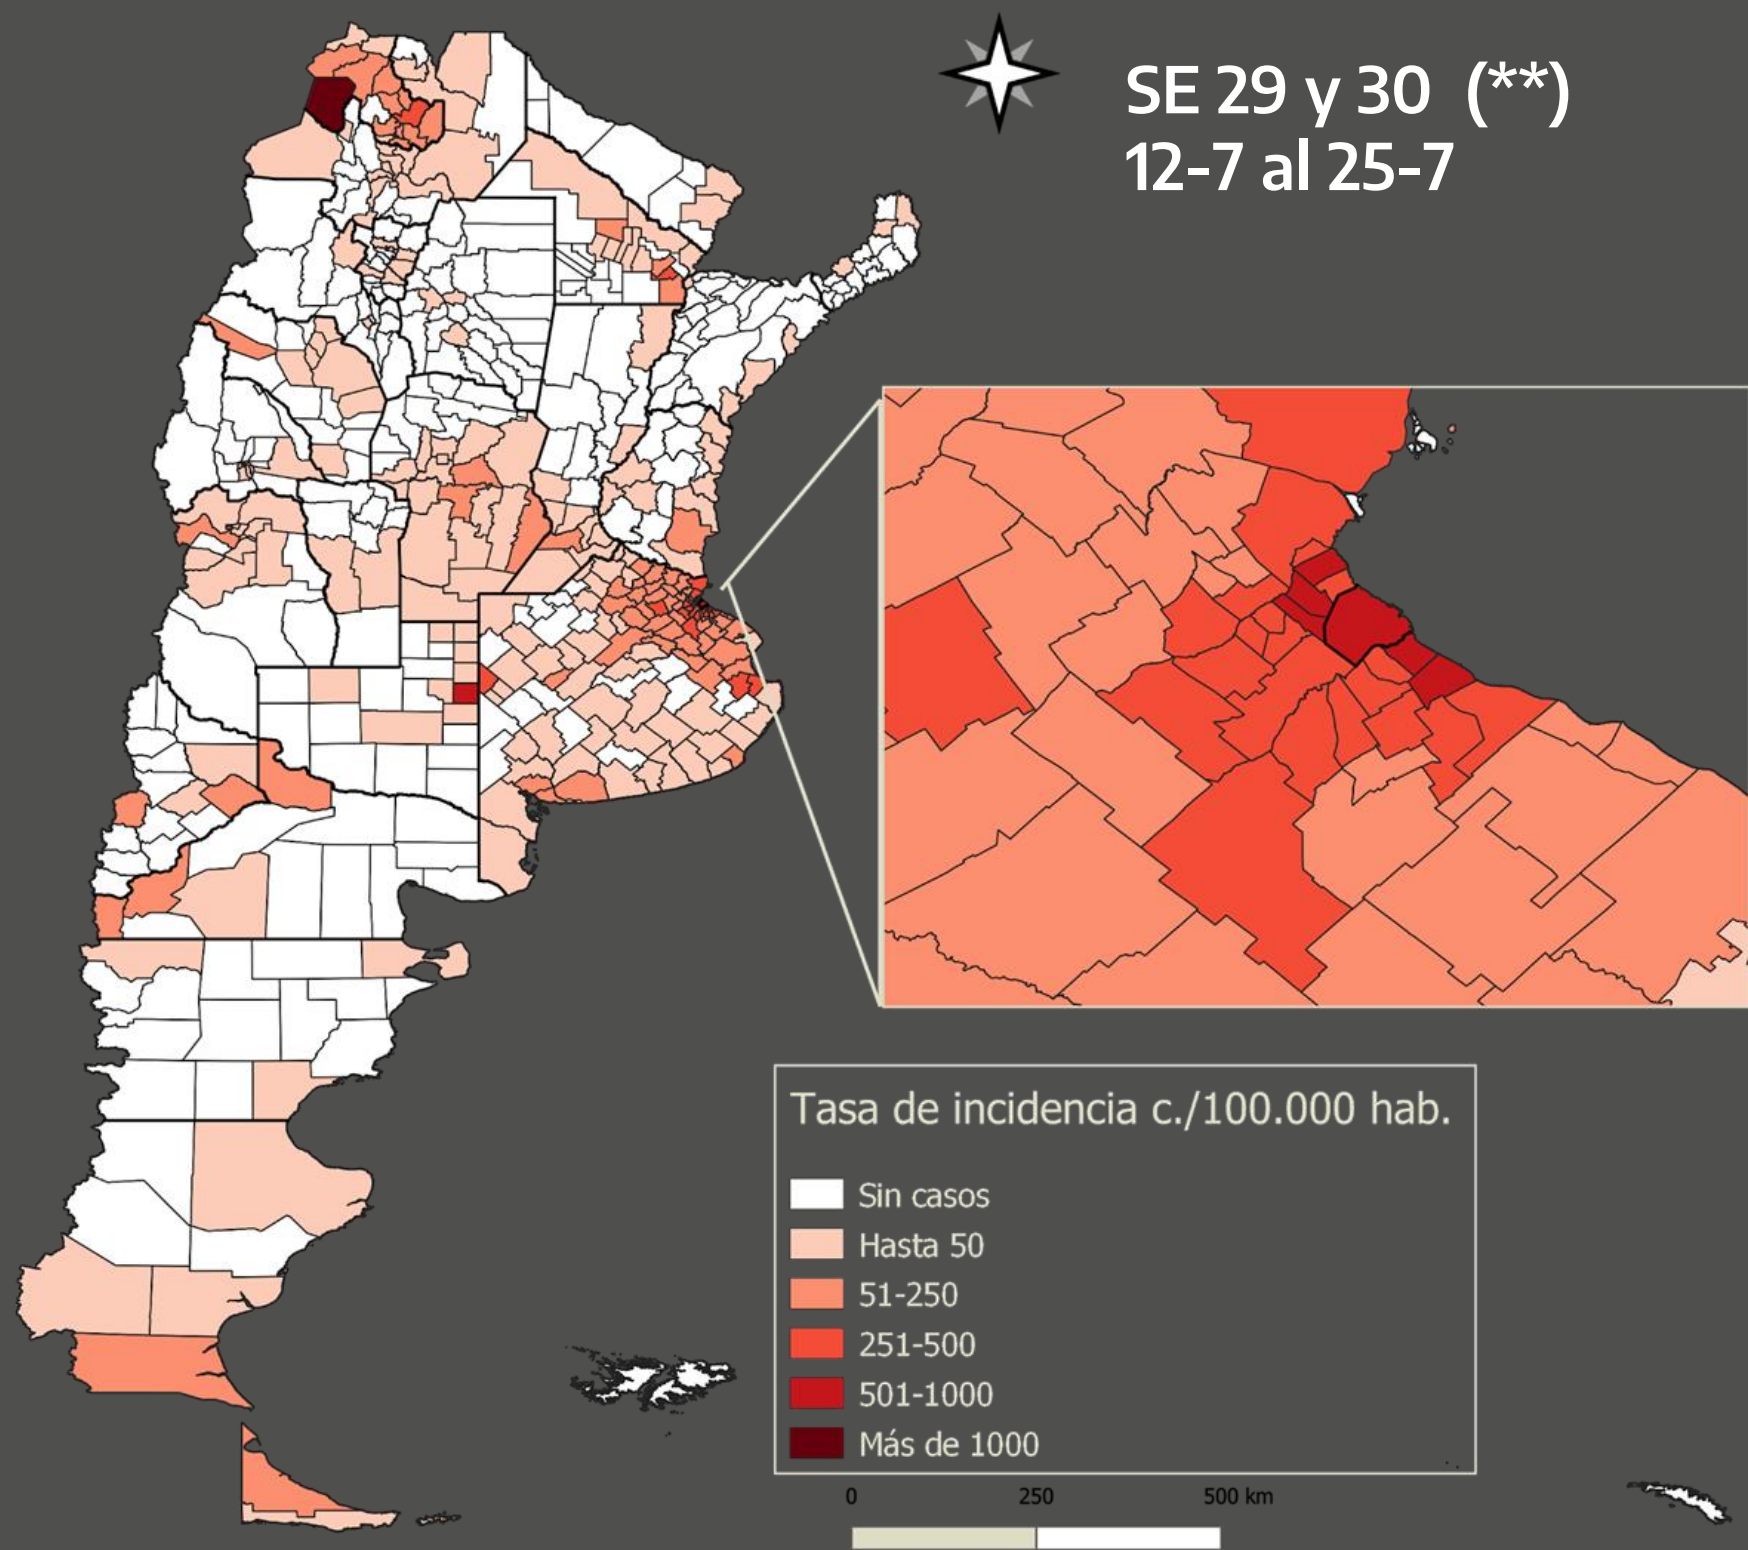 SE 29 y 30 (**)
12-7 al 25-7
Tasa de incidencia c./100.000 hab.
Sin casos
Hasta 50
51-250
251-500
501-1000
Más de 1000
0 250 500 km